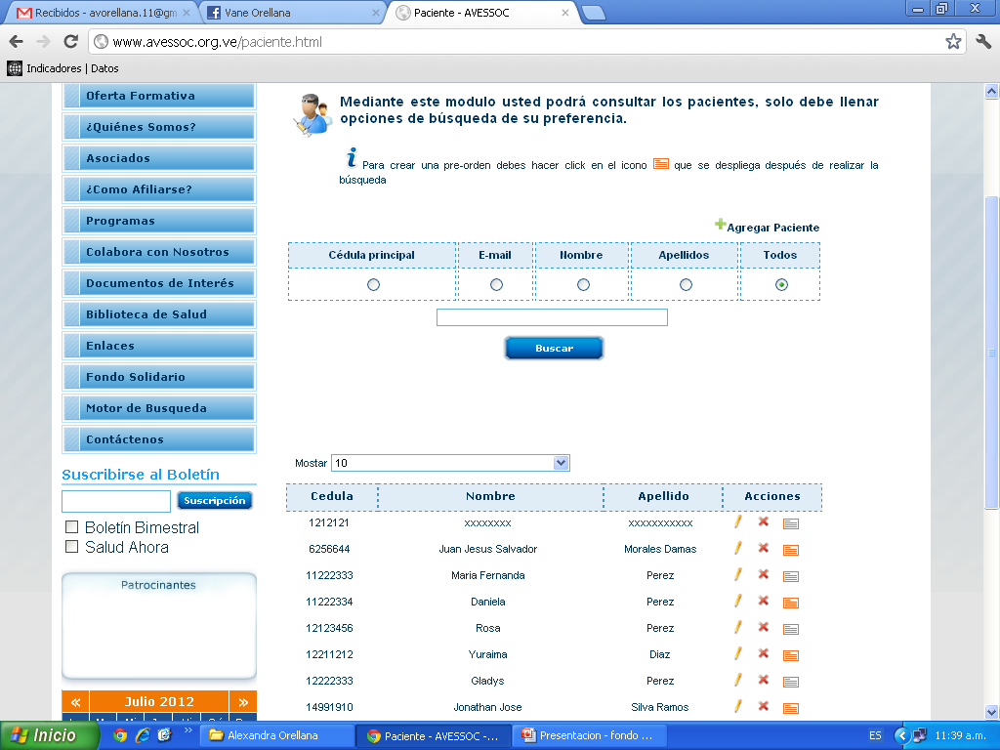 Recibidos - avorellana.11@gm
Vane Orellana
Paciente - AVESSOC
www.avessoc.org.ve/paciente.html
Indicadores | Datos
Oferta Formativa
¿Quiénes Somos?
Asociados
¿Como Afiliarse?
Programas
Colabora con Nosotros
Documentos de Interés
Biblioteca de Salud
Enlaces
Fondo Solidario
Motor de Busqueda
Contáctenos
Suscribirse al Boletín
Suscripción
Boletín Bimestral
Salud Ahora
Patrocinantes
« Julio 2012 »
Mediante este modulo usted podrá consultar los pacientes, solo debe llenar
opciones de búsqueda de su preferencia.
Para crear una pre-orden debes hacer click en el icono que se despliega después de realizar la
búsqueda
Agregar Paciente
Cédula principal E-mail Nombre Apellidos Todos
Buscar
Mostar 10
Cedula Nombre Apellido Acciones
1212121 xxxxxxxx xxxxxxxxxxx
6256644 Juan Jesus Salvador Morales Damas
11222333 Maria Fernanda Perez
11222334 Daniela Perez
12123456 Rosa Perez
12211212 Yuraima Diaz
12222333 Gladys Perez
14991910 Jonathan Jose Silva Ramos
Inicio
Alexandra Orellana
Paciente - AVESSOC -...
Presentacion - fondo ...
ES
11:39 a.m.